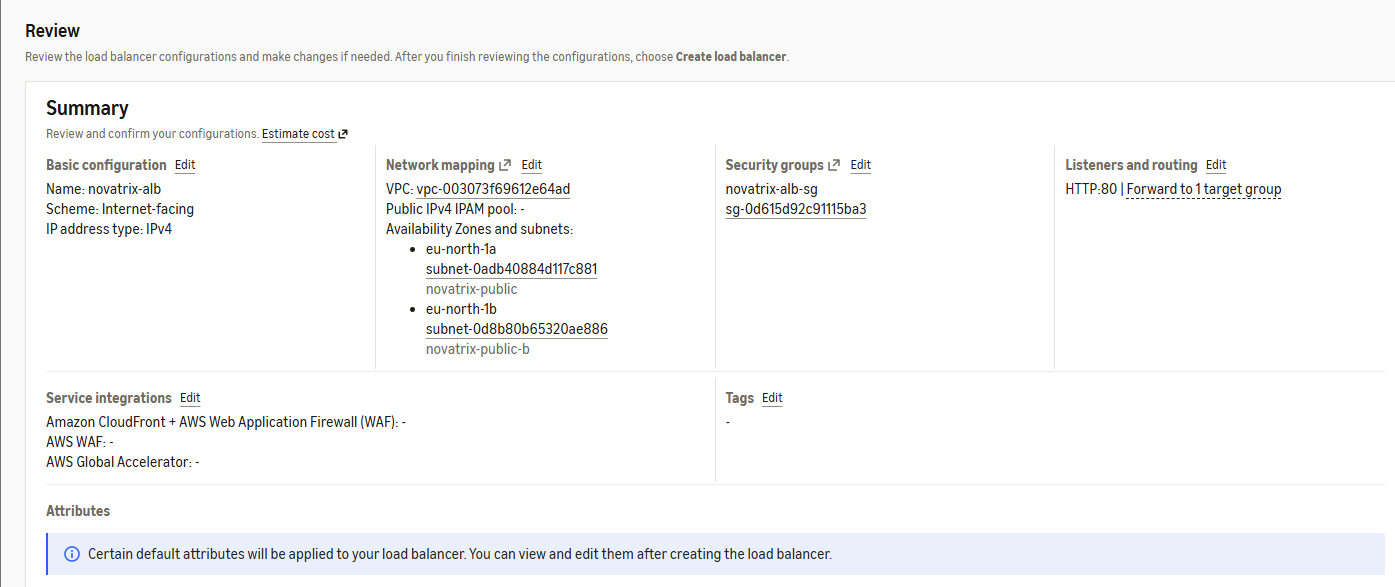 Review
Review the load balancer configurations and make changes if needed. After you finish reviewing the configurations, choose Create load balancer.
Summary
Review and confirm your configurations. Estimate cost
Basic configuration Edit
Name: novatrix-alb
Scheme: Internet-facing
IP address type: IPv4
Network mapping Edit
VPC: vpc-003073f69612e64ad
Public IPv4 IPAM pool: -
Availability Zones and subnets:
• eu-north-1a
subnet-0adb40884d117c881
novatrix-public
• eu-north-1b
subnet-0d8b80b65320ae886
novatrix-public-b
Security groups Edit
novatrix-alb-sg
sg-0d615d92c91115ba3
Listeners and routing Edit
HTTP:80 | Forward to 1 target group
Service integrations Edit
Amazon CloudFront + AWS Web Application Firewall (WAF): -
AWS WAF: -
AWS Global Accelerator: -
Tags Edit
-
Attributes
Certain default attributes will be applied to your load balancer. You can view and edit them after creating the load balancer.